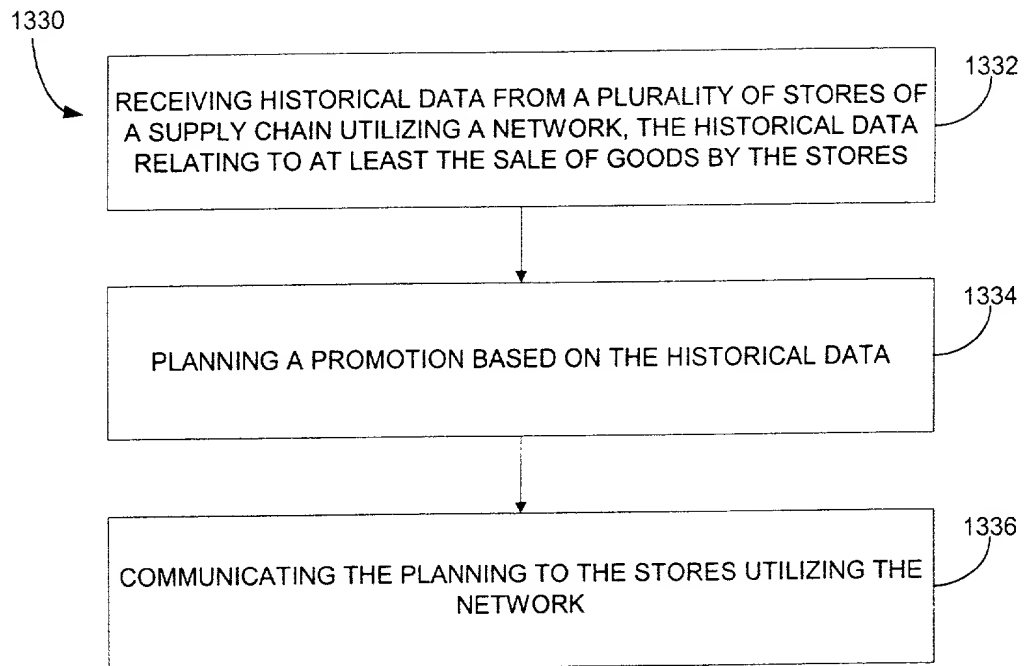 1330
1332
RECEIVING HISTORICAL DATA FROM A PLURALITY OF STORES OF
A SUPPLY CHAIN UTILIZING A NETWORK, THE HISTORICAL DATA
RELATING TO AT LEAST THE SALE OF GOODS BY THE STORES
1334
PLANNING A PROMOTION BASED ON THE HISTORICAL DATA
1336
COMMUNICATING THE PLANNING TO THE STORES UTILIZING THE
NETWORK